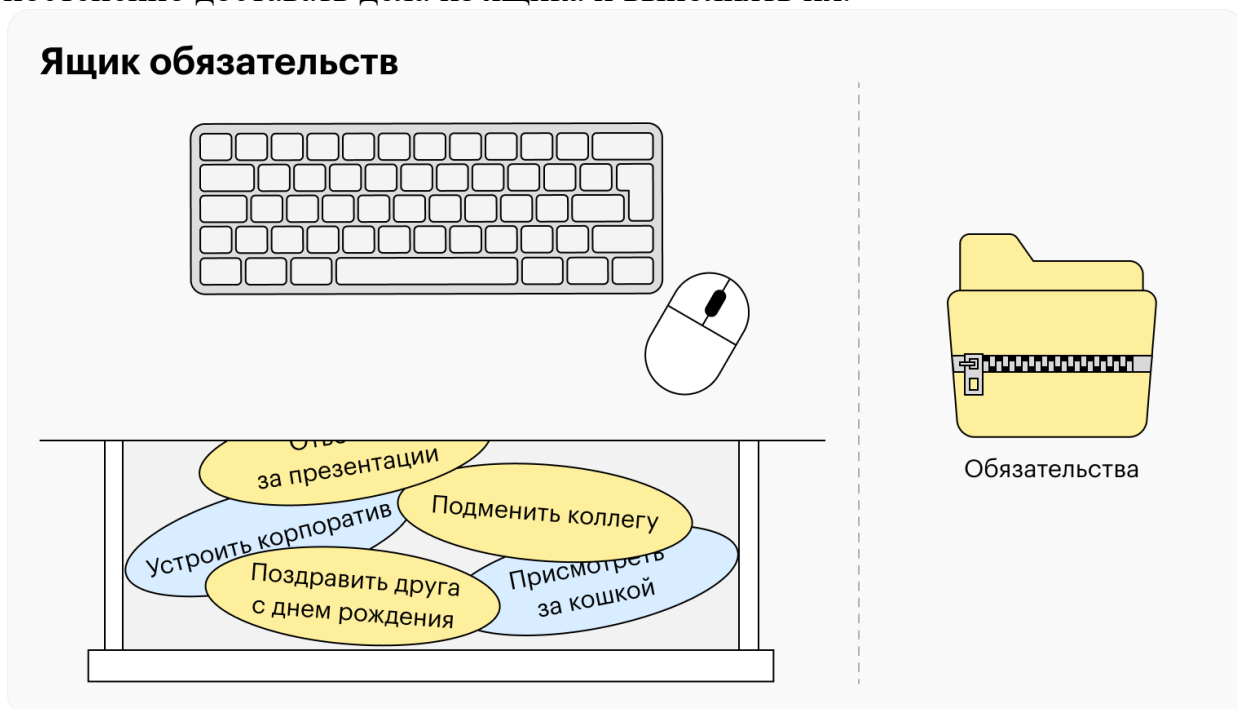 Ящик обязательств
за презентации
Подменить коллегу
Устроить корпоратив
Поздравить друга
с днем рождения
Присмотреть
за кошкой
Обязательства